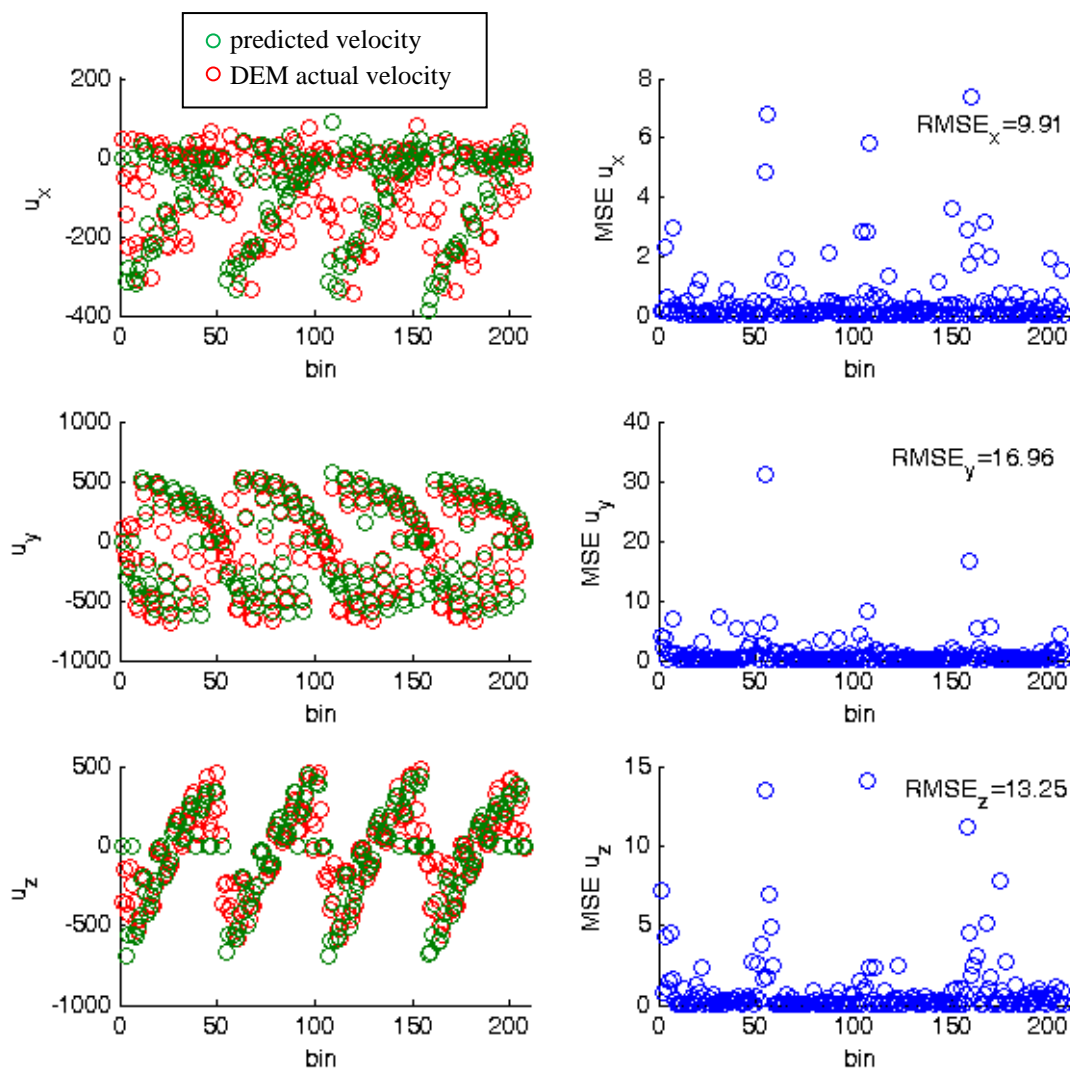 predicted velocity
DEM actual velocity
200
0
-200
-400
u_x
0 50 100 150 200
bin
8
6
4
2
0
MSE u_x
RMSE_x=9.91
0 50 100 150 200
bin
1000
500
0
-500
-1000
u_y
0 50 100 150 200
bin
40
30
20
10
0
MSE u_y
RMSE_y=16.96
0 50 100 150 200
bin
500
0
-500
-1000
u_z
0 50 100 150 200
bin
15
10
5
0
MSE u_z
RMSE_z=13.25
0 50 100 150 200
bin